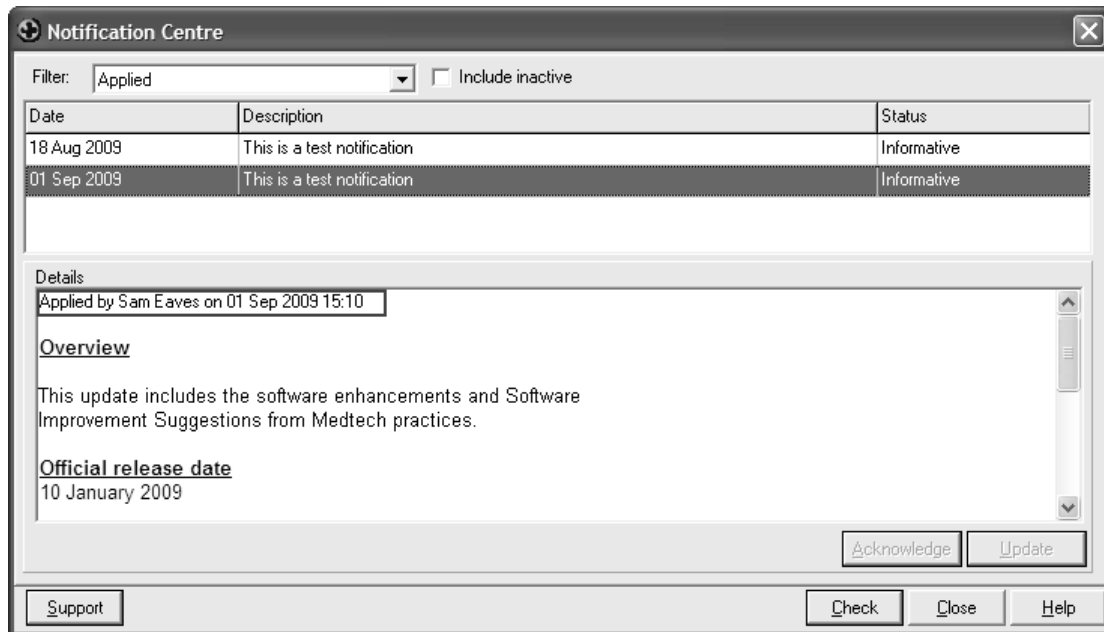 Notification Centre
Filter: Applied Include inactive
Date Description Status
18 Aug 2009 This is a test notification Informative
01 Sep 2009 This is a test notification Informative
Details
Applied by Sam Eaves on 01 Sep 2009 15:10
Overview
This update includes the software enhancements and Software
Improvement Suggestions from Medtech practices.
Official release date
10 January 2009
Acknowledge Update
Support Check Close Help